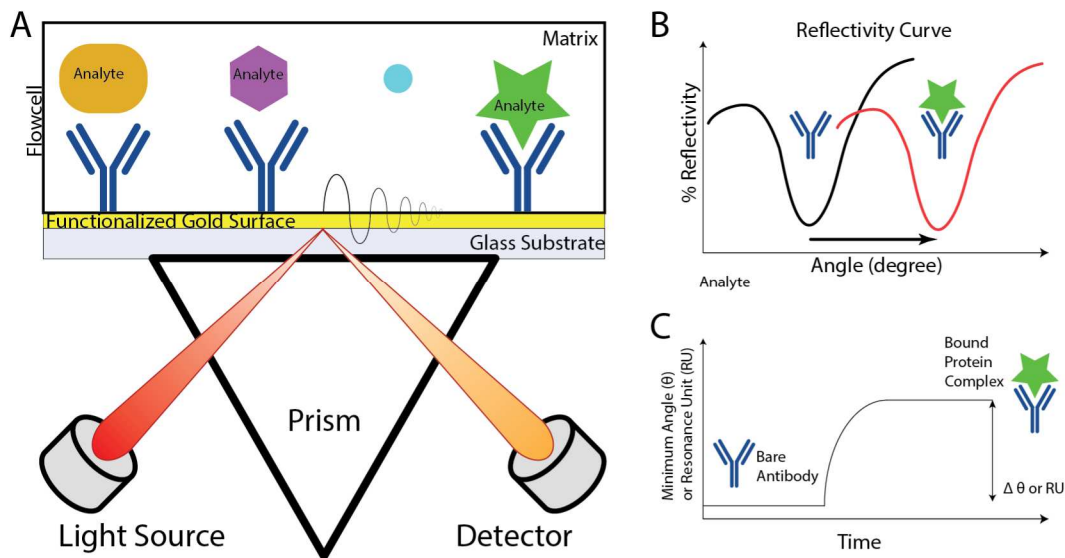 A
Matrix
Flowcell
Analyte
Analyte
Analyte
Functionalized Gold Surface
Glass Substrate
Prism
Light Source
Detector
B
Reflectivity Curve
% Reflectivity
Angle (degree)
Analyte
C
Minimum Angle (θ)
or Resonance Unit (RU)
Bare
Antibody
Bound
Protein
Complex
Δ θ or RU
Time